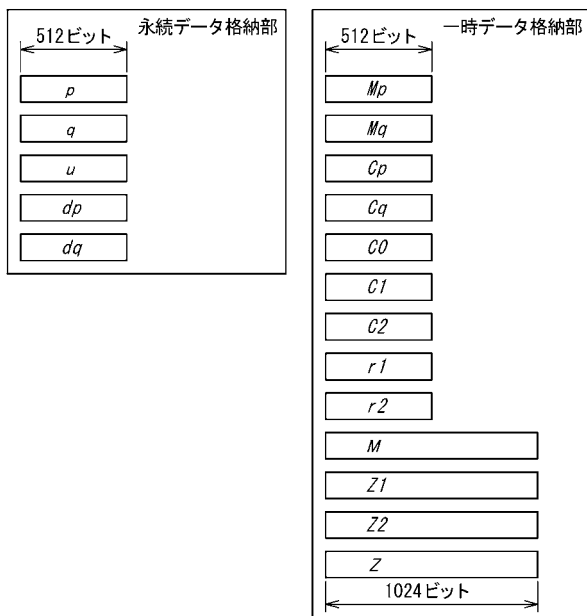 永続データ格納部
512ビット
p
q
u
dp
dq
一時データ格納部
512ビット
Mp
Mq
Cp
Cq
C0
C1
C2
r1
r2
M
Z1
Z2
Z
1024ビット